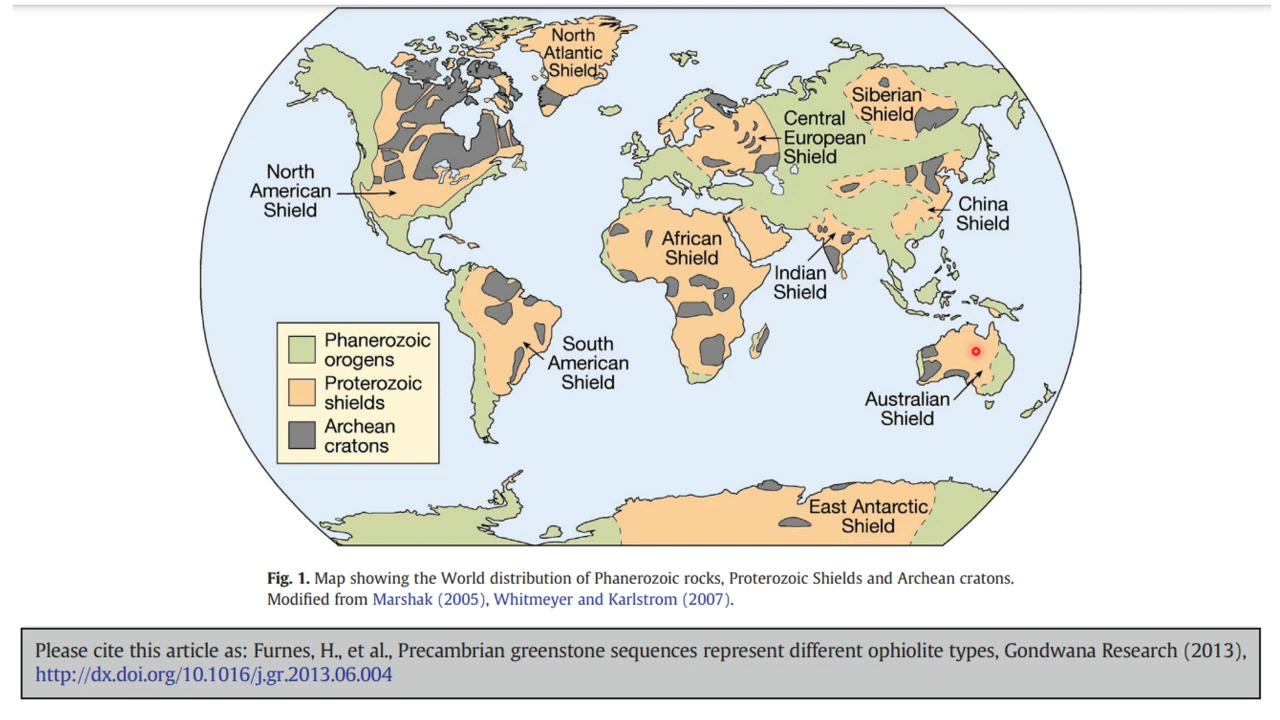 North
Atlantic
Shield
Siberian
Shield
Central
European
Shield
North
American
Shield
China
Shield
African
Shield
Indian
Shield
South
American
Shield
Australian
Shield
East Antarctic
Shield
Phanerozoic
orogens
Proterozoic
shields
Archean
cratons
Fig. 1. Map showing the World distribution of Phanerozoic rocks, Proterozoic Shields and Archean cratons.
Modified from Marshak (2005), Whitmeyer and Karlstrom (2007).
Please cite this article as: Furnes, H., et al., Precambrian greenstone sequences represent different ophiolite types, Gondwana Research (2013),
http://dx.doi.org/10.1016/j.gr.2013.06.004